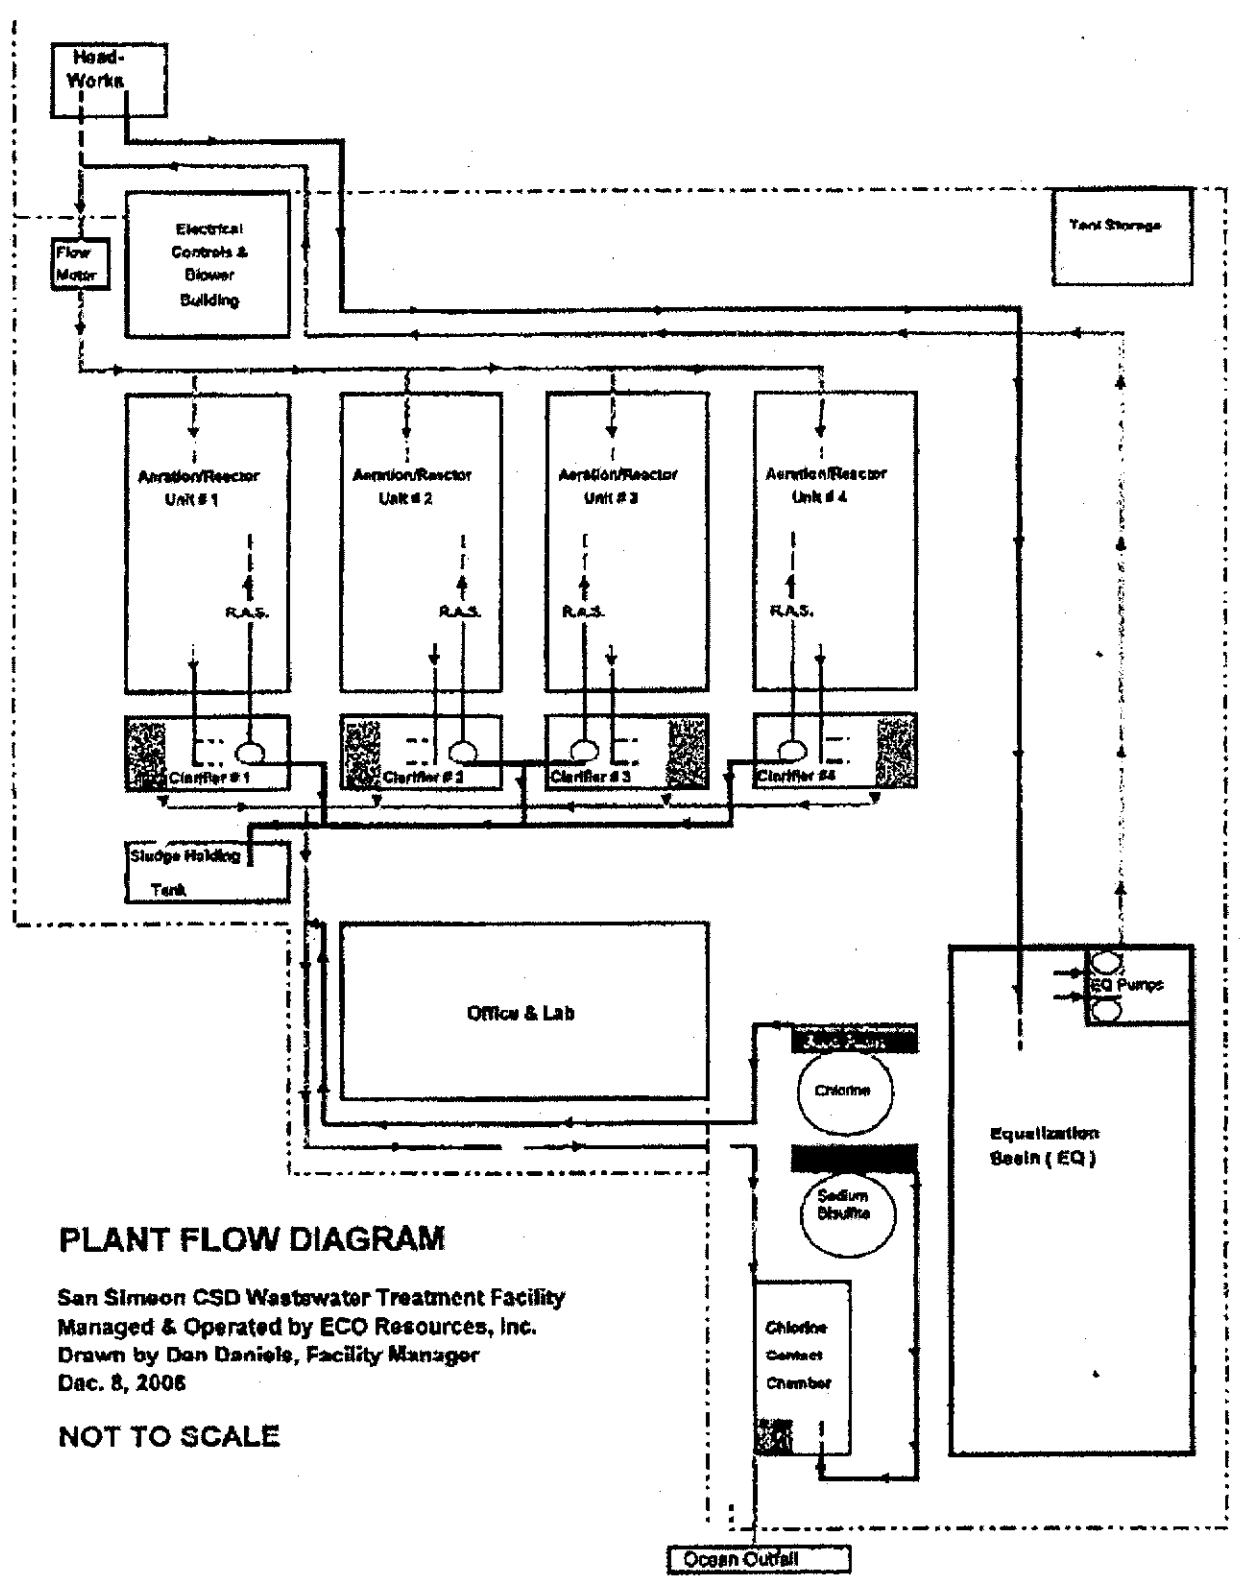 Head-
Works
Electrical
Controls &
Blower
Building
Flow
Meter
Tool Storage
Aeration/Reactor
Unit # 1
Aeration/Reactor
Unit # 2
Aeration/Reactor
Unit # 3
Aeration/Reactor
Unit # 4
R.A.S.
R.A.S.
R.A.S.
R.A.S.
Clarifier # 1
Clarifier # 2
Clarifier # 3
Clarifier
Sludge Holding
Tank
Office & Lab
EQ Pumps
Chlorine
Equalization
Basin ( EQ )
Sodium
Bisulfite
Chlorine
Contact
Chamber
PLANT FLOW DIAGRAM
San Simeon CSD Wastewater Treatment Facility
Managed & Operated by ECO Resources, Inc.
Drawn by Dan Daniels, Facility Manager
Dec. 8,
NOT TO SCALE
Ocean Outfall